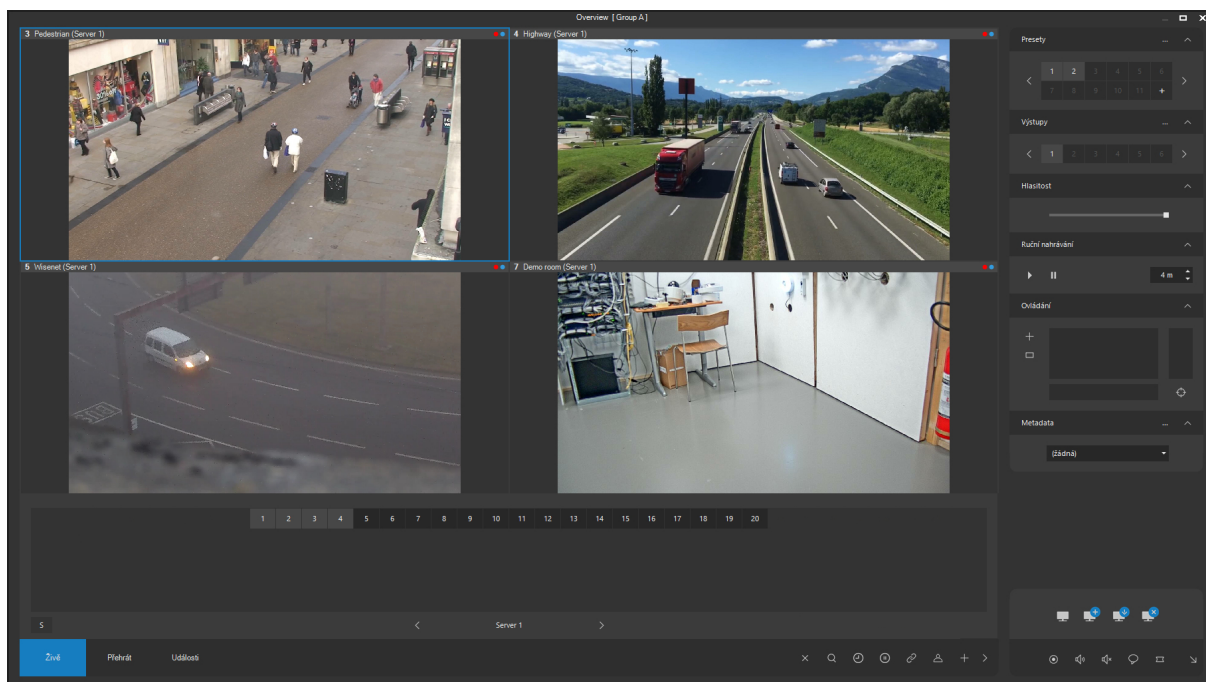 Overview [ Group A ]
3 Pedestrian (Server 1)
4 Highway (Server 1)
5 Wisenet (Server 1)
7 Demo room (Server 1)
Presety ...
1 2 3 4 5 6
7 8 9 10 11 +
Výstupy ...
1 2 3 4 5 6
Hlasitost
Ruční nahrávání
4 m
Ovládání
Metadata ...
(žádná)
1 2 3 4 5 6 7 8 9 10 11 12 13 14 15 16 17 18 19 20
S
Server 1
Živě
Přehrát
Události